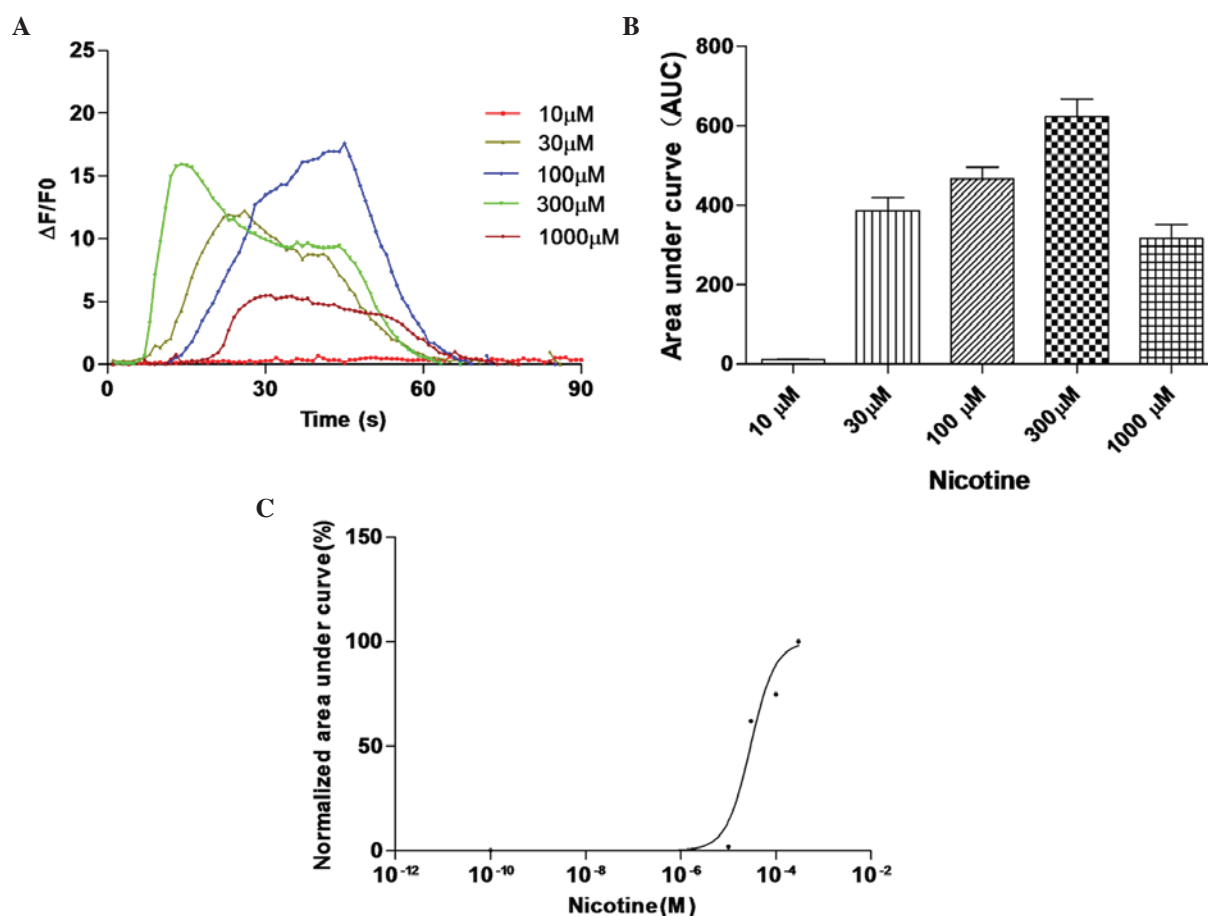 A
ΔF/F0
25
20
15
10
5
0
0
30
60
90
Time (s)
10μM
30μM
100μM
300μM
1000μM
B
Area under curve (AUC)
800
600
400
200
0
10 μM
30μM
100 μM
300μM
1000 μM
Nicotine
C
Normalized area under curve(%)
150
100
50
0
10-12
10-10
10-8
10-6
10-4
10-2
Nicotine(M)